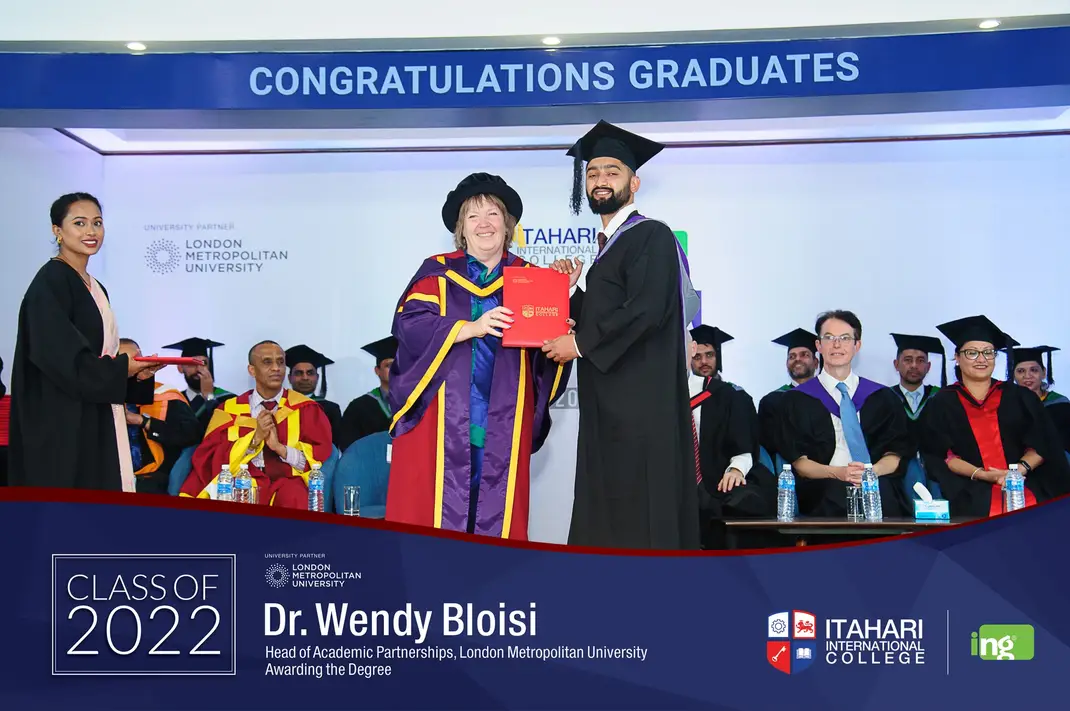 CONGRATULATIONS GRADUATES
UNIVERSITY PARTNER
LONDON
METROPOLITAN
UNIVERSITY
ITAHARI
INTERNATIONAL
COLLEGE
ITAHARI
CLASS OF
2022
UNIVERSITY PARTNER
LONDON
METROPOLITAN
UNIVERSITY
Dr. Wendy Bloisi
Head of Academic Partnerships, London Metropolitan University
Awarding the Degree
ITAHARI
INTERNATIONAL
COLLEGE
ing